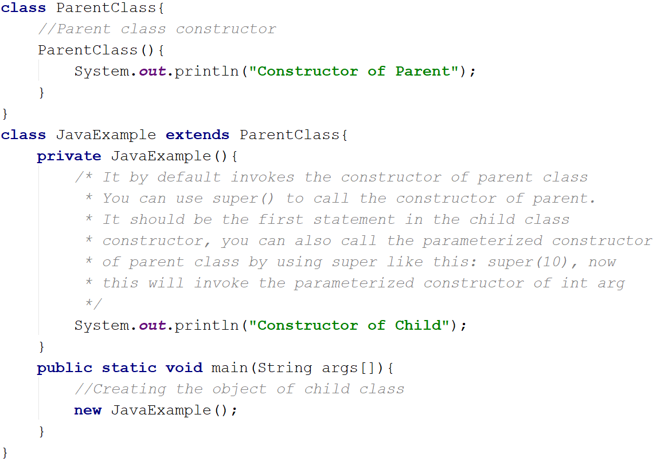 class ParentClass{
//Parent class constructor
ParentClass(){
System.out.println("Constructor of Parent");
}
}
class JavaExample extends ParentClass{
private JavaExample(){
/* It by default invokes the constructor of parent class
* You can use super() to call the constructor of parent.
* It should be the first statement in the child class
* constructor, you can also call the parameterized constructor
* of parent class by using super like this: super(10), now
* this will invoke the parameterized constructor of int arg
*/
System.out.println("Constructor of Child");
}
public static void main(String args[]){
//Creating the object of child class
new JavaExample();
}
}